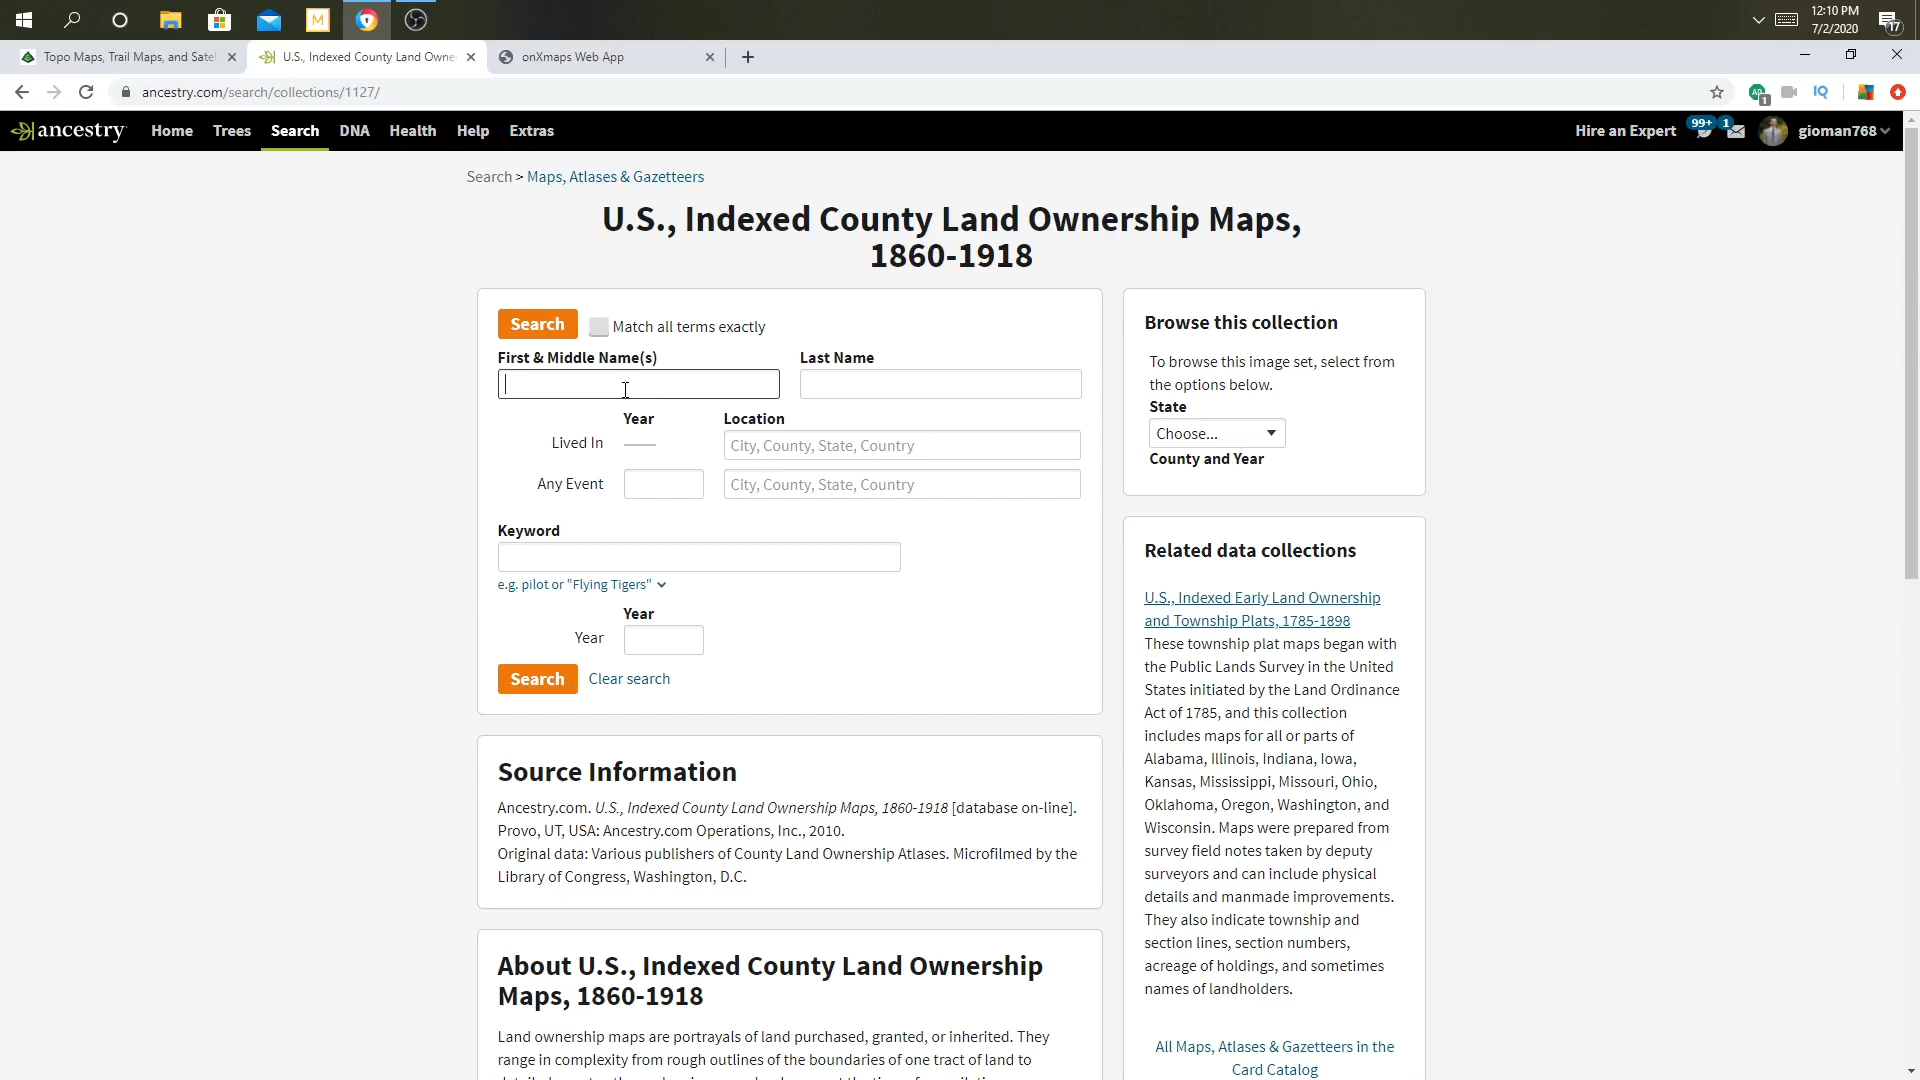 12:10 PM
7/2/2020
17
Topo Maps, Trail Maps, and Satel
U.S., Indexed County Land Owner
onXmaps Web App
ancestry.com/search/collections/1127/
1
IQ
ancestry
Home
Trees
Search
DNA
Health
Help
Extras
Hire an Expert
99+
1
gioman768
Search > Maps, Atlases & Gazetteers
U.S., Indexed County Land Ownership Maps,
1860-1918
Search
Match all terms exactly
First & Middle Name(s)
Last Name
Year
Location
Lived In
City, County, State, Country
Any Event
City, County, State, Country
Keyword
e.g. pilot or "Flying Tigers"
Year
Year
Search
Clear search
Source Information
Ancestry.com. U.S., Indexed County Land Ownership Maps, 1860-1918 [database on-line].
Provo, UT, USA: Ancestry.com Operations, Inc., 2010.
Original data: Various publishers of County Land Ownership Atlases. Microfilmed by the
Library of Congress, Washington, D.C.
About U.S., Indexed County Land Ownership
Maps, 1860-1918
Land ownership maps are portrayals of land purchased, granted, or inherited. They
range in complexity from rough outlines of the boundaries of one tract of land to
Browse this collection
To browse this image set, select from
the options below.
State
Choose...
County and Year
Related data collections
U.S., Indexed Early Land Ownership
and Township Plats, 1785-1898
These township plat maps began with
the Public Lands Survey in the United
States initiated by the Land Ordinance
Act of 1785, and this collection
includes maps for all or parts of
Alabama, Illinois, Indiana, Iowa,
Kansas, Mississippi, Missouri, Ohio,
Oklahoma, Oregon, Washington, and
Wisconsin. Maps were prepared from
survey field notes taken by deputy
surveyors and can include physical
details and manmade improvements.
They also indicate township and
section lines, section numbers,
acreage of holdings, and sometimes
names of landholders.
All Maps, Atlases & Gazetteers in the
Card Catalog